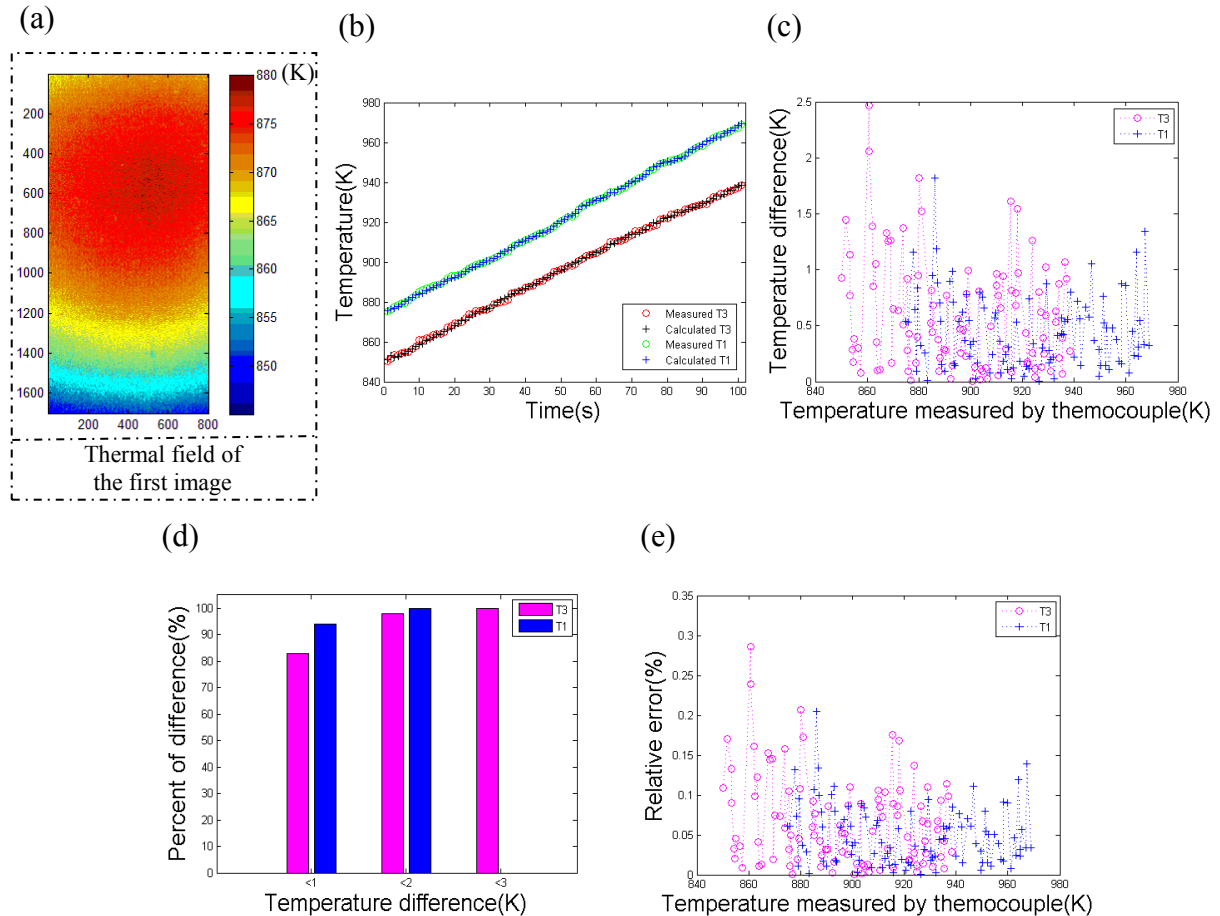 (a)
880 (K)
875
870
865
860
855
850
200
400
600
800
1000
1200
1400
1600
200 400 600 800
Thermal field of
the first image
(b)
980
960
940
920
900
880
860
840
0 10 20 30 40 50 60 70 80 90 100
Temperature(K)
Time(s)
Measured T3
Calculated T3
Measured T1
Calculated T1
(c)
2.5
2
1.5
1
0.5
0
840 860 880 900 920 940 960 980
Temperature difference(K)
Temperature measured by themocouple(K)
T3
T1
(d)
100
90
80
70
60
50
40
30
20
10
0
<1 <2 <3
Percent of difference(%)
Temperature difference(K)
T3
T1
(e)
0.35
0.3
0.25
0.2
0.15
0.1
0.05
0
840 860 880 900 920 940 960 980
Relative error(%)
Temperature measured by themocouple(K)
T3
T1